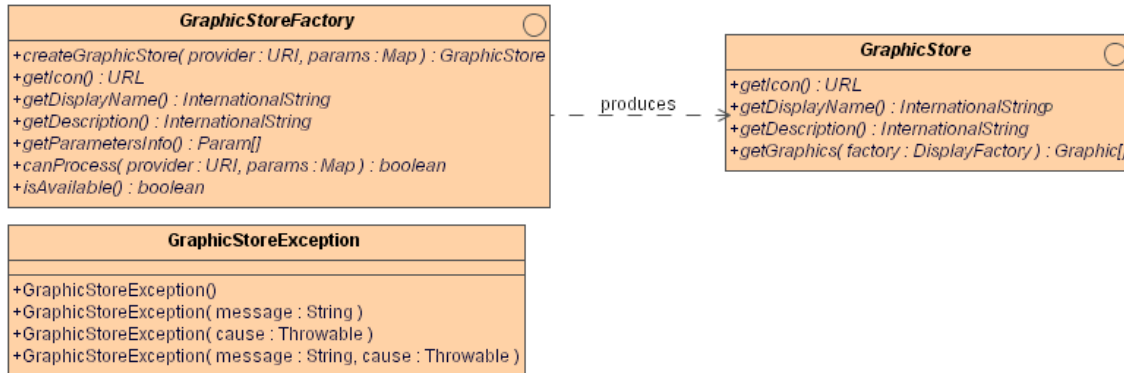 GraphicStoreFactory
+createGraphicStore( provider : URI, params : Map ) : GraphicStore
+getIcon() : URL
+getDisplayName() : InternationalString
+getDescription() : InternationalString
+getParametersInfo() : Param[]
+canProcess( provider : URI, params : Map ) : boolean
+isAvailable() : boolean
produces
GraphicStore
+getIcon() : URL
+getDisplayName() : InternationalStringp
+getDescription() : InternationalString
+getGraphics( factory : DisplayFactory ) : Graphic[]
GraphicStoreException
+GraphicStoreException()
+GraphicStoreException( message : String )
+GraphicStoreException( cause : Throwable )
+GraphicStoreException( message : String, cause : Throwable )